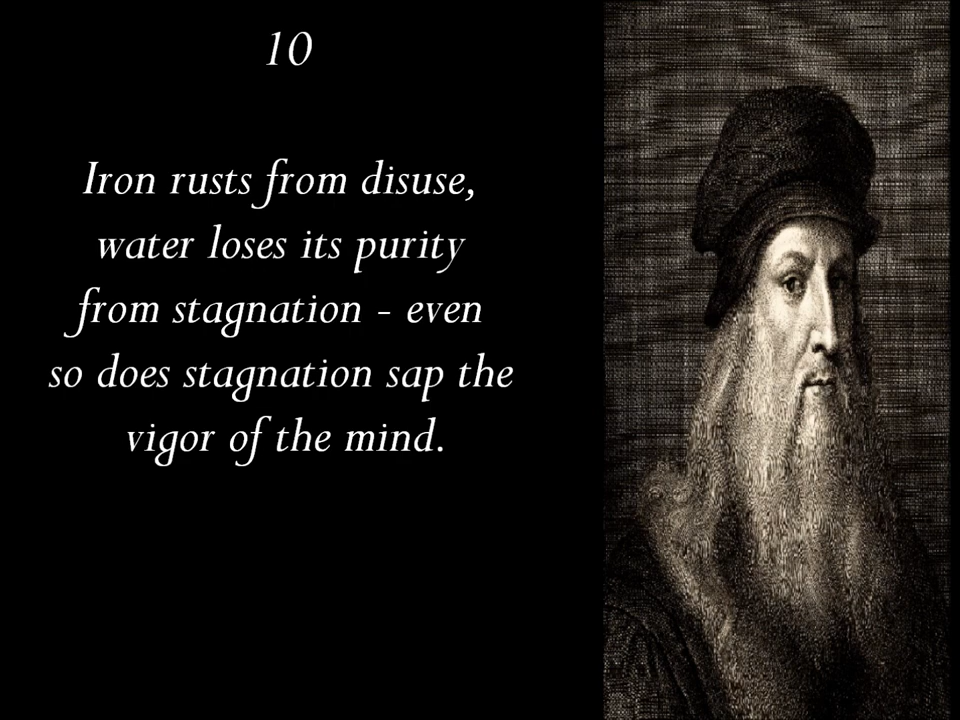 10
Iron rusts from disuse,
water loses its purity
from stagnation - even
so does stagnation sap the
vigor of the mind.